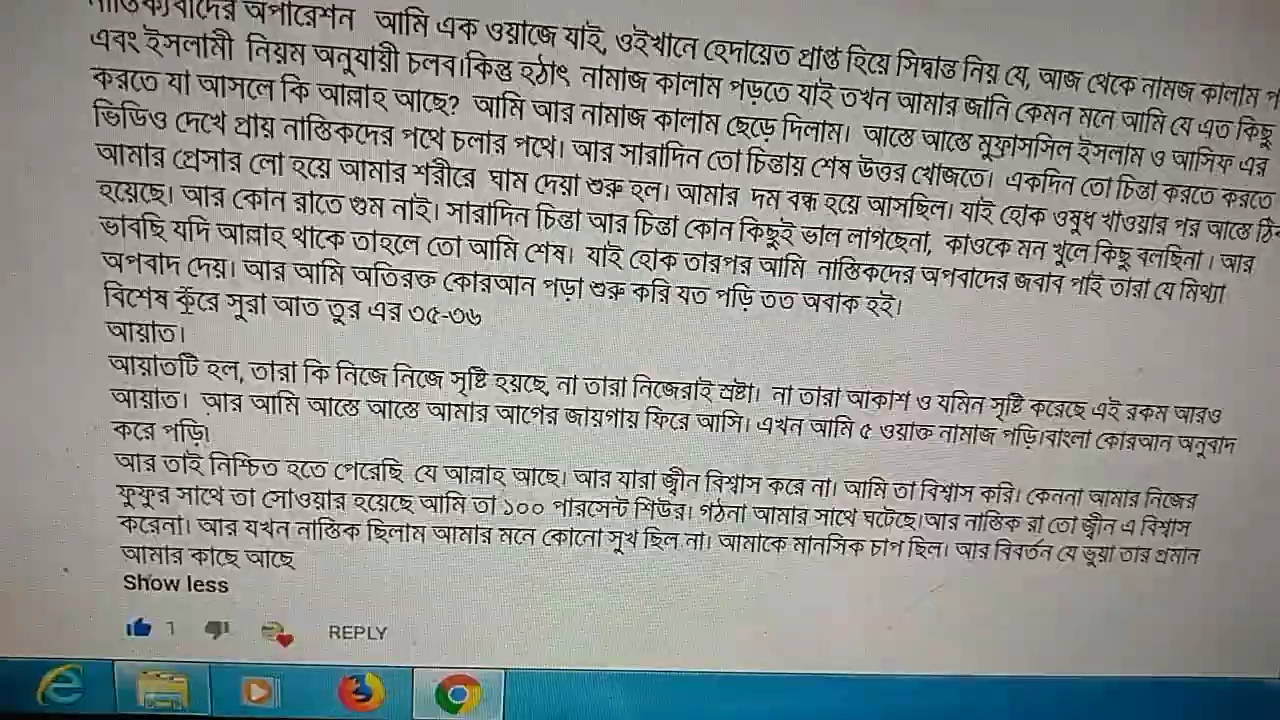 অপারেশন আমি এক ওয়াজে যাই, ওইখানে হেদায়েত প্রাপ্ত হিয়ে সিদ্বান্ত নিয় যে, আজ থেকে নামজ কালাম
এবং ইসলামী নিয়ম অনুযায়ী চলব।কিন্তু হঠাৎ নামাজ কালাম পড়তে যাই তখন আমার জানি কেমন মনে আমি যে এত কিছু
করতে যা আসলে কি আল্লাহ আছে? আমি আর নামাজ কালাম ছেড়ে দিলাম। আস্তে আস্তে মুফাসসিল ইসলাম ও আসিফ এর
ভিডিও দেখে প্রায় নাস্তিকদের পথে চলার পথে। আর সারাদিন তো চিন্তায় শেষ উত্তর খোজতে। একদিন তো চিন্তা করতে করতে
আমার প্রেসার লো হয়ে আমার শরীরে ঘাম দেয়া শুরু হল। আমার দম বন্ধ হয়ে আসছিল। যাই হোক ওষুধ খাওয়ার পর আস্তে
হয়েছে। আর কোন রাতে গুম নাই। সারাদিন চিন্তা আর চিন্তা কোন কিছুই ভাল লাগছেনা, কাওকে মন খুলে কিছু বলছিনা। আর
ভাবছি যদি আল্লাহ থাকে তাহলে তো আমি শেষ। যাই হোক তারপর আমি নাস্তিকদের অপবাদের জবাব পাই তারা যে মিথ্যা
অপবাদ দেয়। আর আমি অতিরক্ত কোরআন পড়া শুরু করি যত পড়ি তত অবাক হই।
বিশেষ করে সুরা আত তুর এর ৩৫-৩৬
আয়াত।
আয়াতটি হল, তারা কি নিজে নিজে সৃষ্টি হয়ছে, না তারা নিজেরাই স্রষ্টা। না তারা আকাশ ও যমিন সৃষ্টি করেছে এই রকম আরও
আয়াত। আর আমি আস্তে আস্তে আমার আগের জায়গায় ফিরে আসি। এখন আমি ৫ ওয়াক্ত নামাজ পড়ি।বাংলা কোরআন অনুবাদ
করে পড়ি।
আর তাই নিশ্চিত হতে পেরেছি যে আল্লাহ আছে। আর যারা জ্বীন বিশ্বাস করে না। আমি তা বিশ্বাস করি। কেননা আমার নিজের
ফুফুর সাথে তা সোওয়ার হয়েছে আমি তা ১০০ পারসেন্ট শিউর। গঠনা আমার সাথে ঘটেছে।আর নাস্তিক রা তো জ্বীন এ বিশ্বাস
করেনা। আর যখন নাস্তিক ছিলাম আমার মনে কোনো সুখ ছিল না। আমাকে মানসিক চাপ ছিল। আর বিবর্তন যে ভুয়া তার প্রমান
আমার কাছে আছে
Show less
1 REPLY